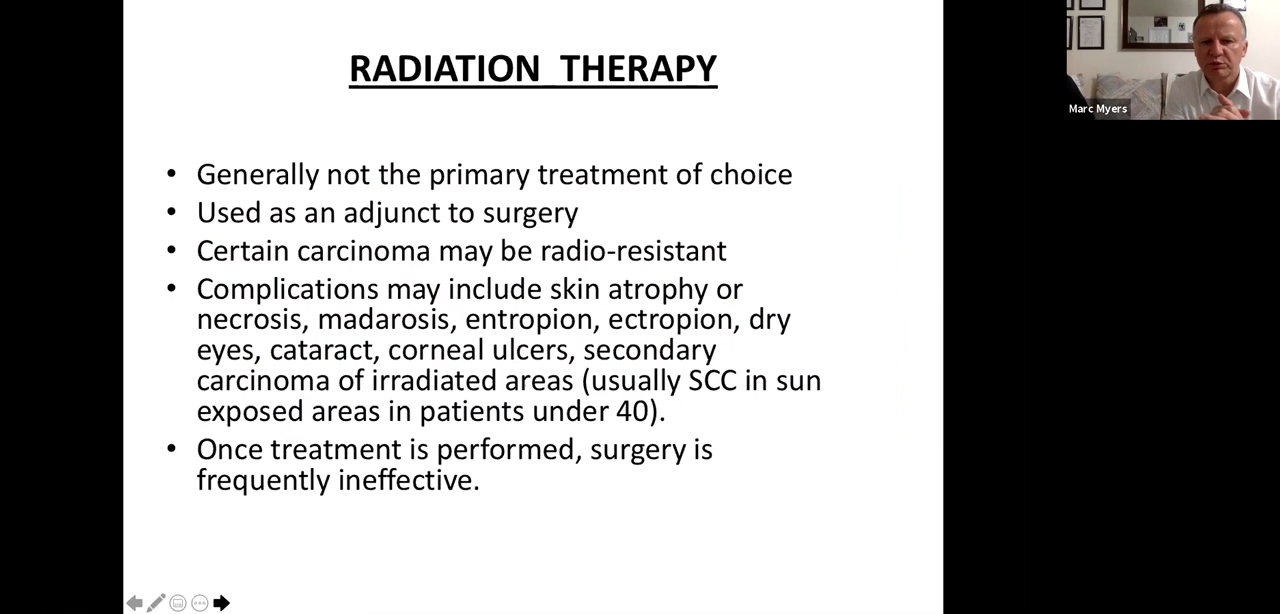 RADIATION THERAPY
• Generally not the primary treatment of choice
• Used as an adjunct to surgery
• Certain carcinoma may be radio-resistant
• Complications may include skin atrophy or
necrosis, madarosis, entropion, ectropion, dry
eyes, cataract, corneal ulcers, secondary
carcinoma of irradiated areas (usually SCC in sun
exposed areas in patients under 40).
• Once treatment is performed, surgery is
frequently ineffective.
Marc Myers